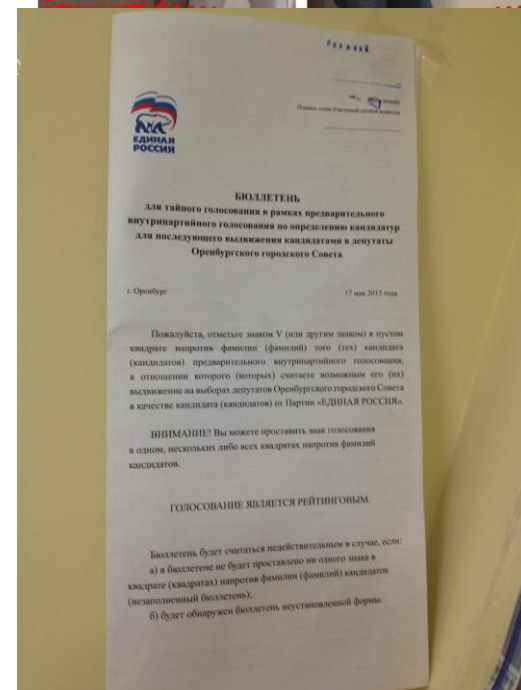 Подпись члена Участковой счетной комиссии
ЕДИНАЯ
РОССИЯ
БЮЛЛЕТЕНЬ
для тайного голосования в рамках предварительного
внутрипартийного голосования по определению кандидатур
для последующего выдвижения кандидатами в депутаты
Оренбургского городского Совета
г. Оренбург 17 мая 2015 года
Пожалуйста, отметьте знаком V (или другим знаком) в пустом
квадрате напротив фамилии (фамилий) того (тех) кандидата
(кандидатов) предварительного внутрипартийного голосования,
в отношении которого (которых) считаете возможным его (их)
выдвижение на выборах депутатов Оренбургского городского Совета
в качестве кандидата (кандидатов) от Партии «ЕДИНАЯ РОССИЯ».
ВНИМАНИЕ! Вы можете проставить знак голосования
в одном, нескольких либо всех квадратах напротив фамилий
кандидатов.
ГОЛОСОВАНИЕ ЯВЛЯЕТСЯ РЕЙТИНГОВЫМ.
Бюллетень будет считаться недействительным в случае, если:
а) в бюллетене не будет проставлено ни одного знака в
квадрате (квадратах) напротив фамилии (фамилий) кандидатов
(незаполненный бюллетень);
б) будет обнаружен бюллетень неустановленной формы.